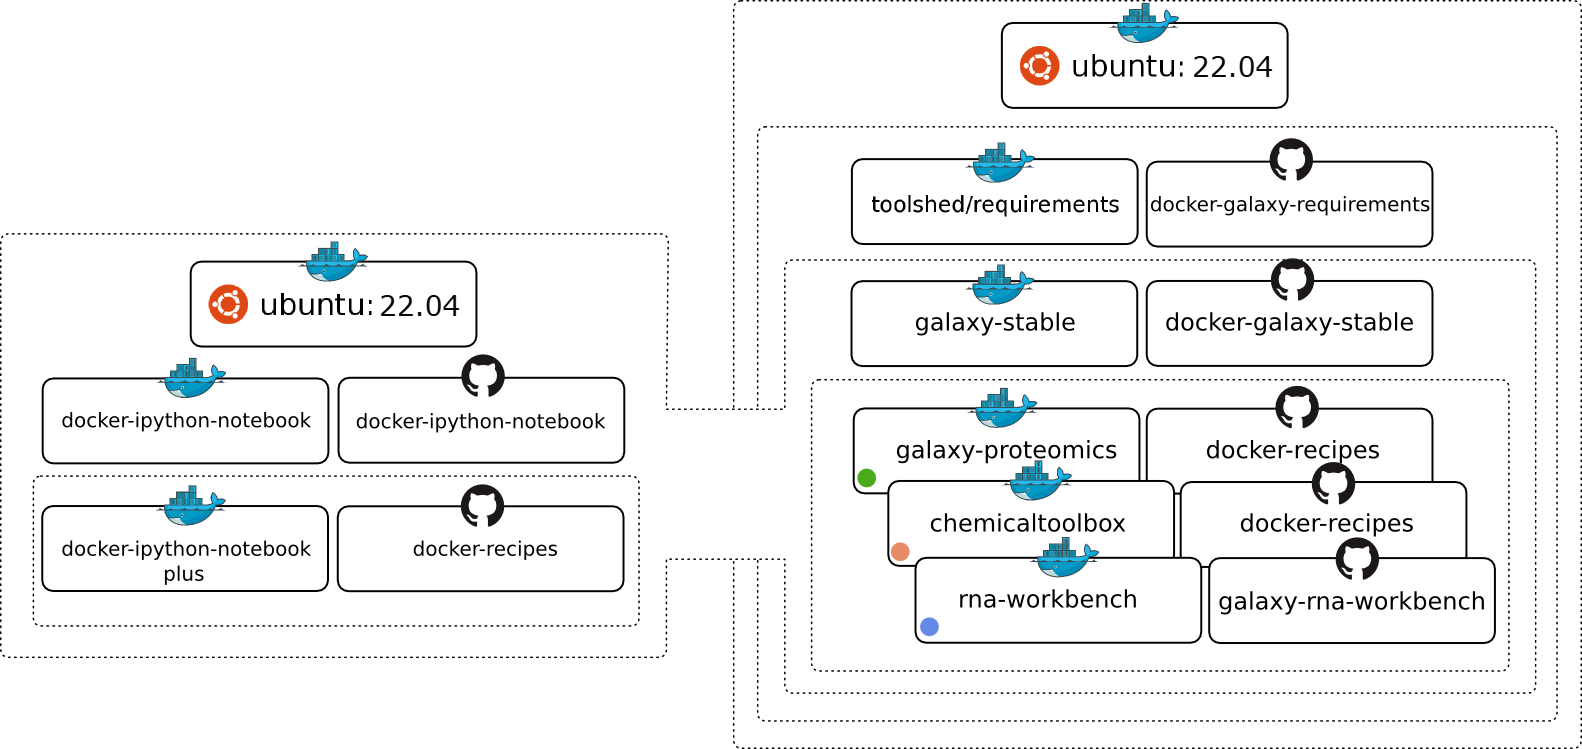 ubuntu: 22.04
toolshed/requirements
docker-galaxy-requirements
galaxy-stable
docker-galaxy-stable
galaxy-proteomics
docker-recipes
chemicaltoolbox
docker-recipes
rna-workbench
galaxy-rna-workbench
ubuntu: 22.04
docker-ipython-notebook
docker-ipython-notebook
docker-ipython-notebook
plus
docker-recipes